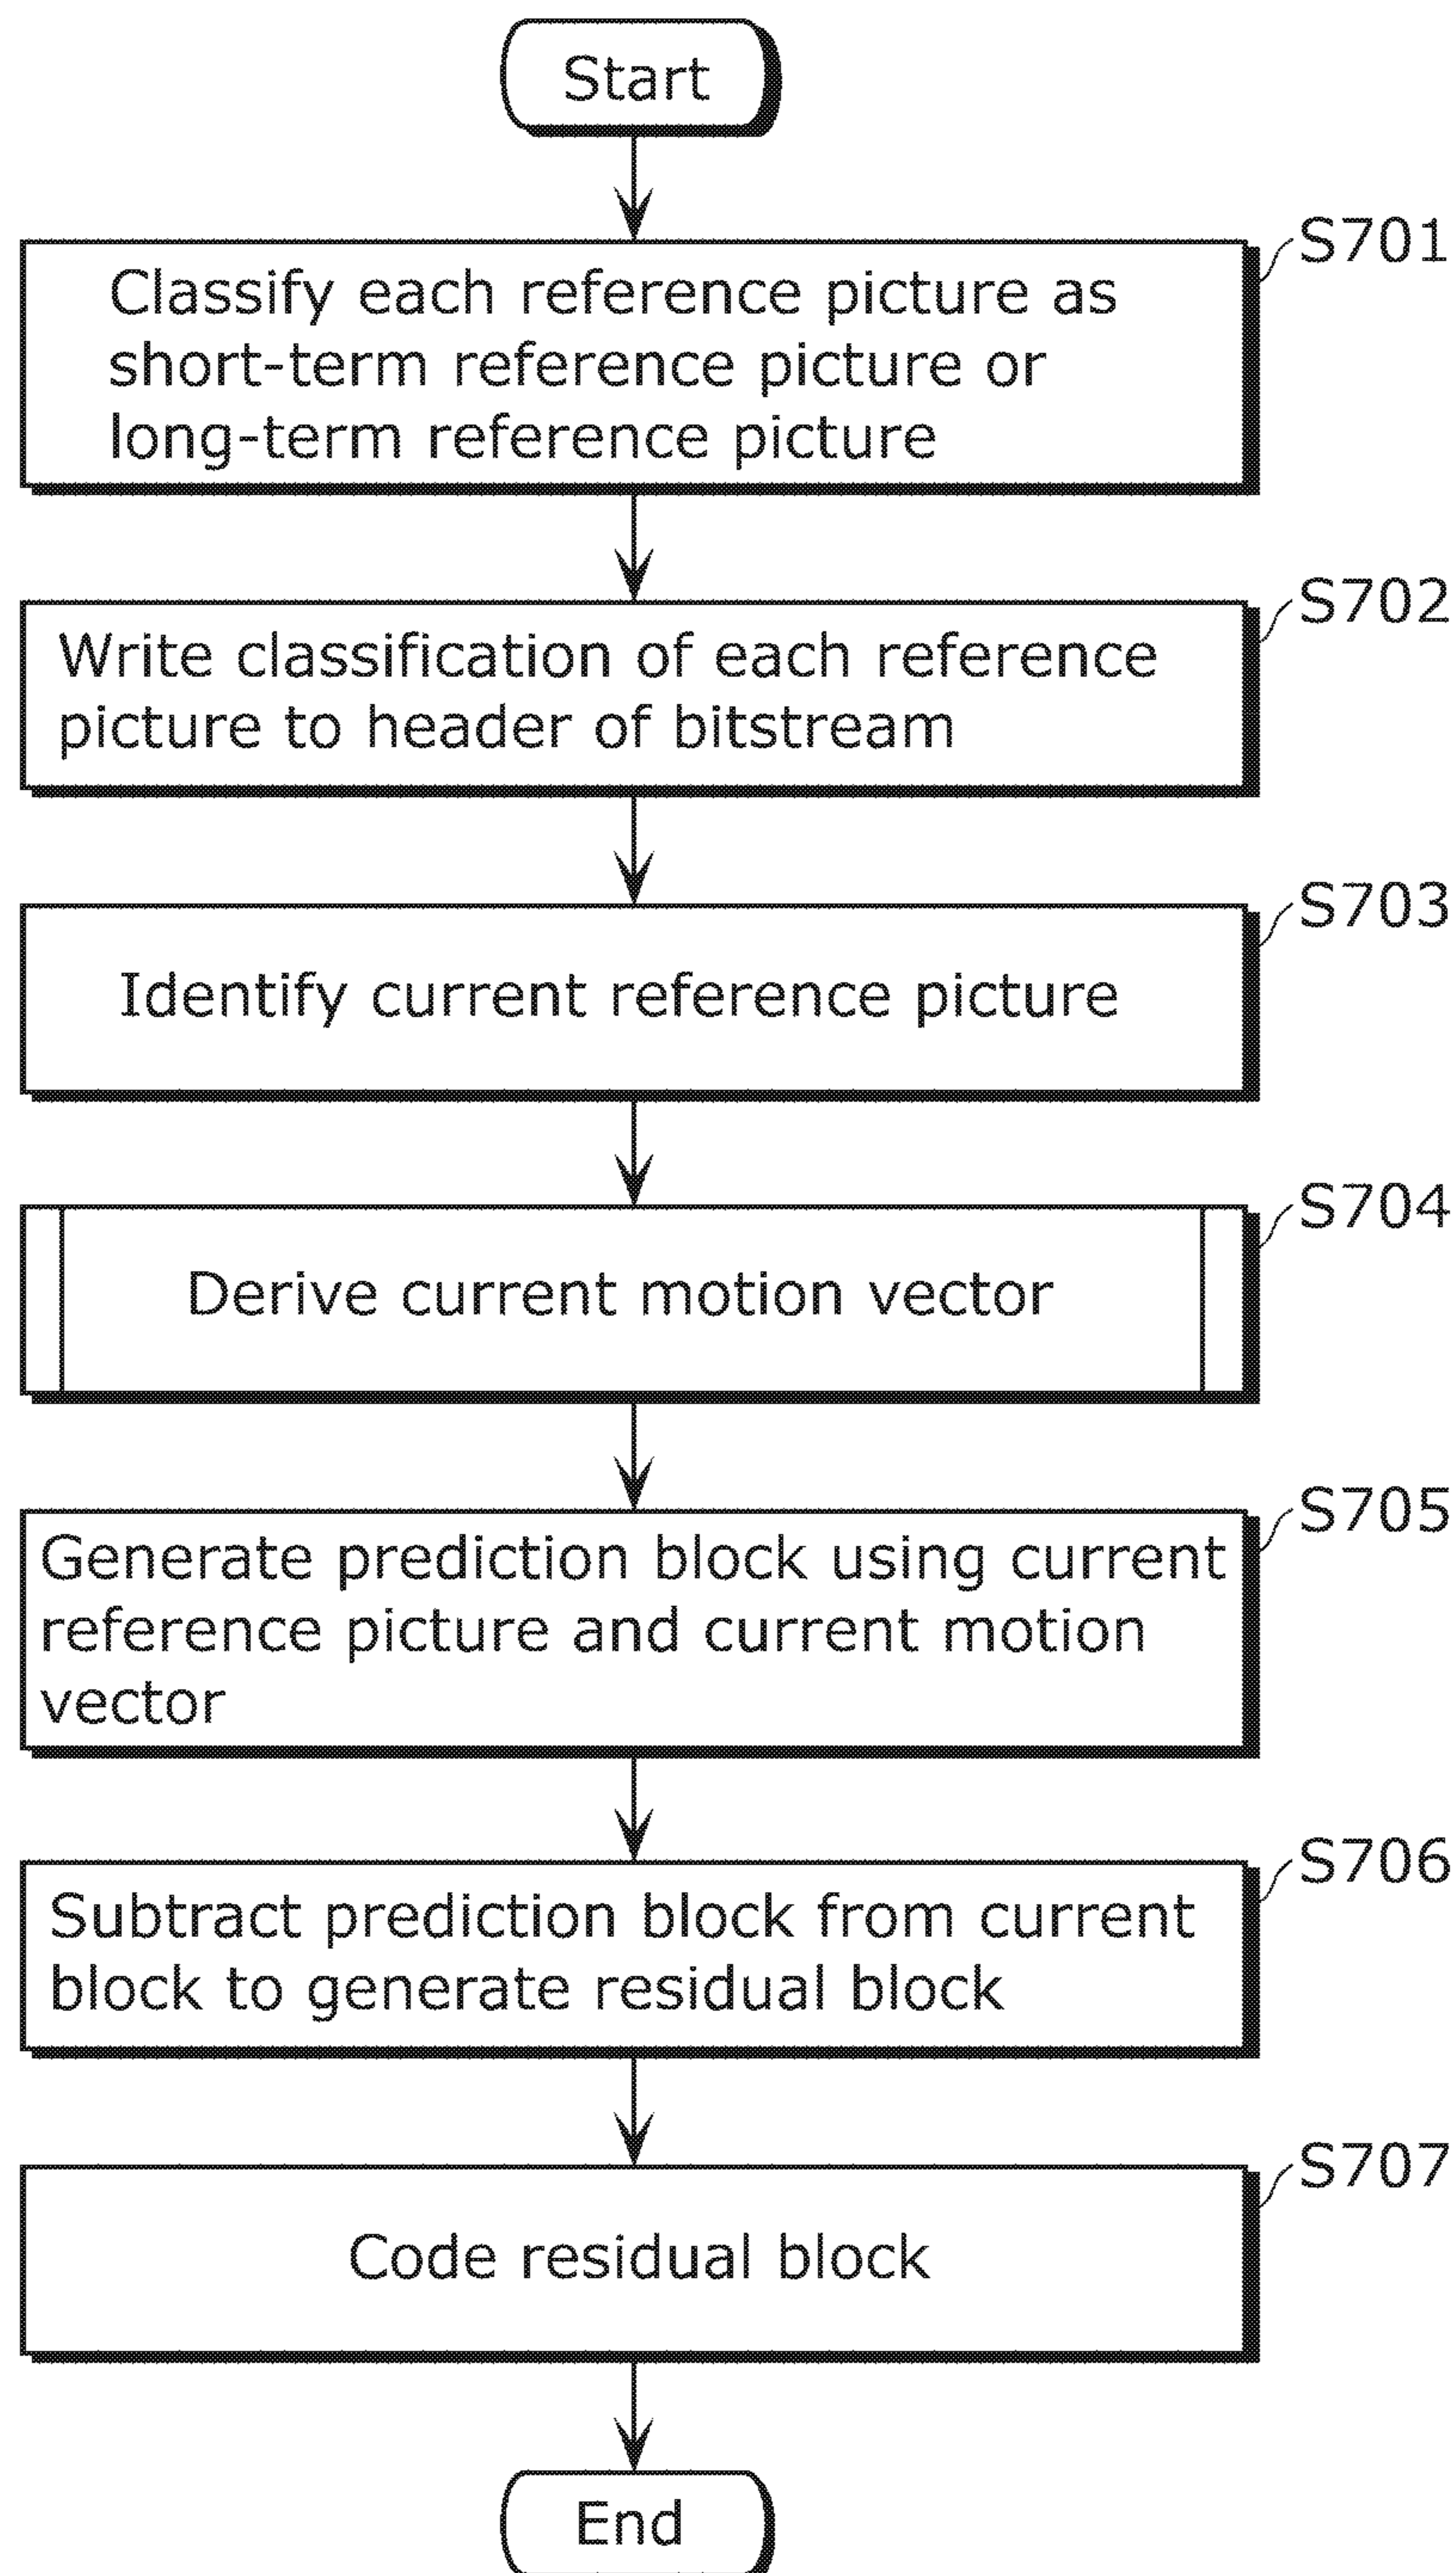 Start
S701
Classify each reference picture as
short-term reference picture or
long-term reference picture
S702
Write classification of each reference
picture to header of bitstream
S703
Identify current reference picture
S704
Derive current motion vector
S705
Generate prediction block using current
reference picture and current motion
vector
S706
Subtract prediction block from current
block to generate residual block
S707
Code residual block
End